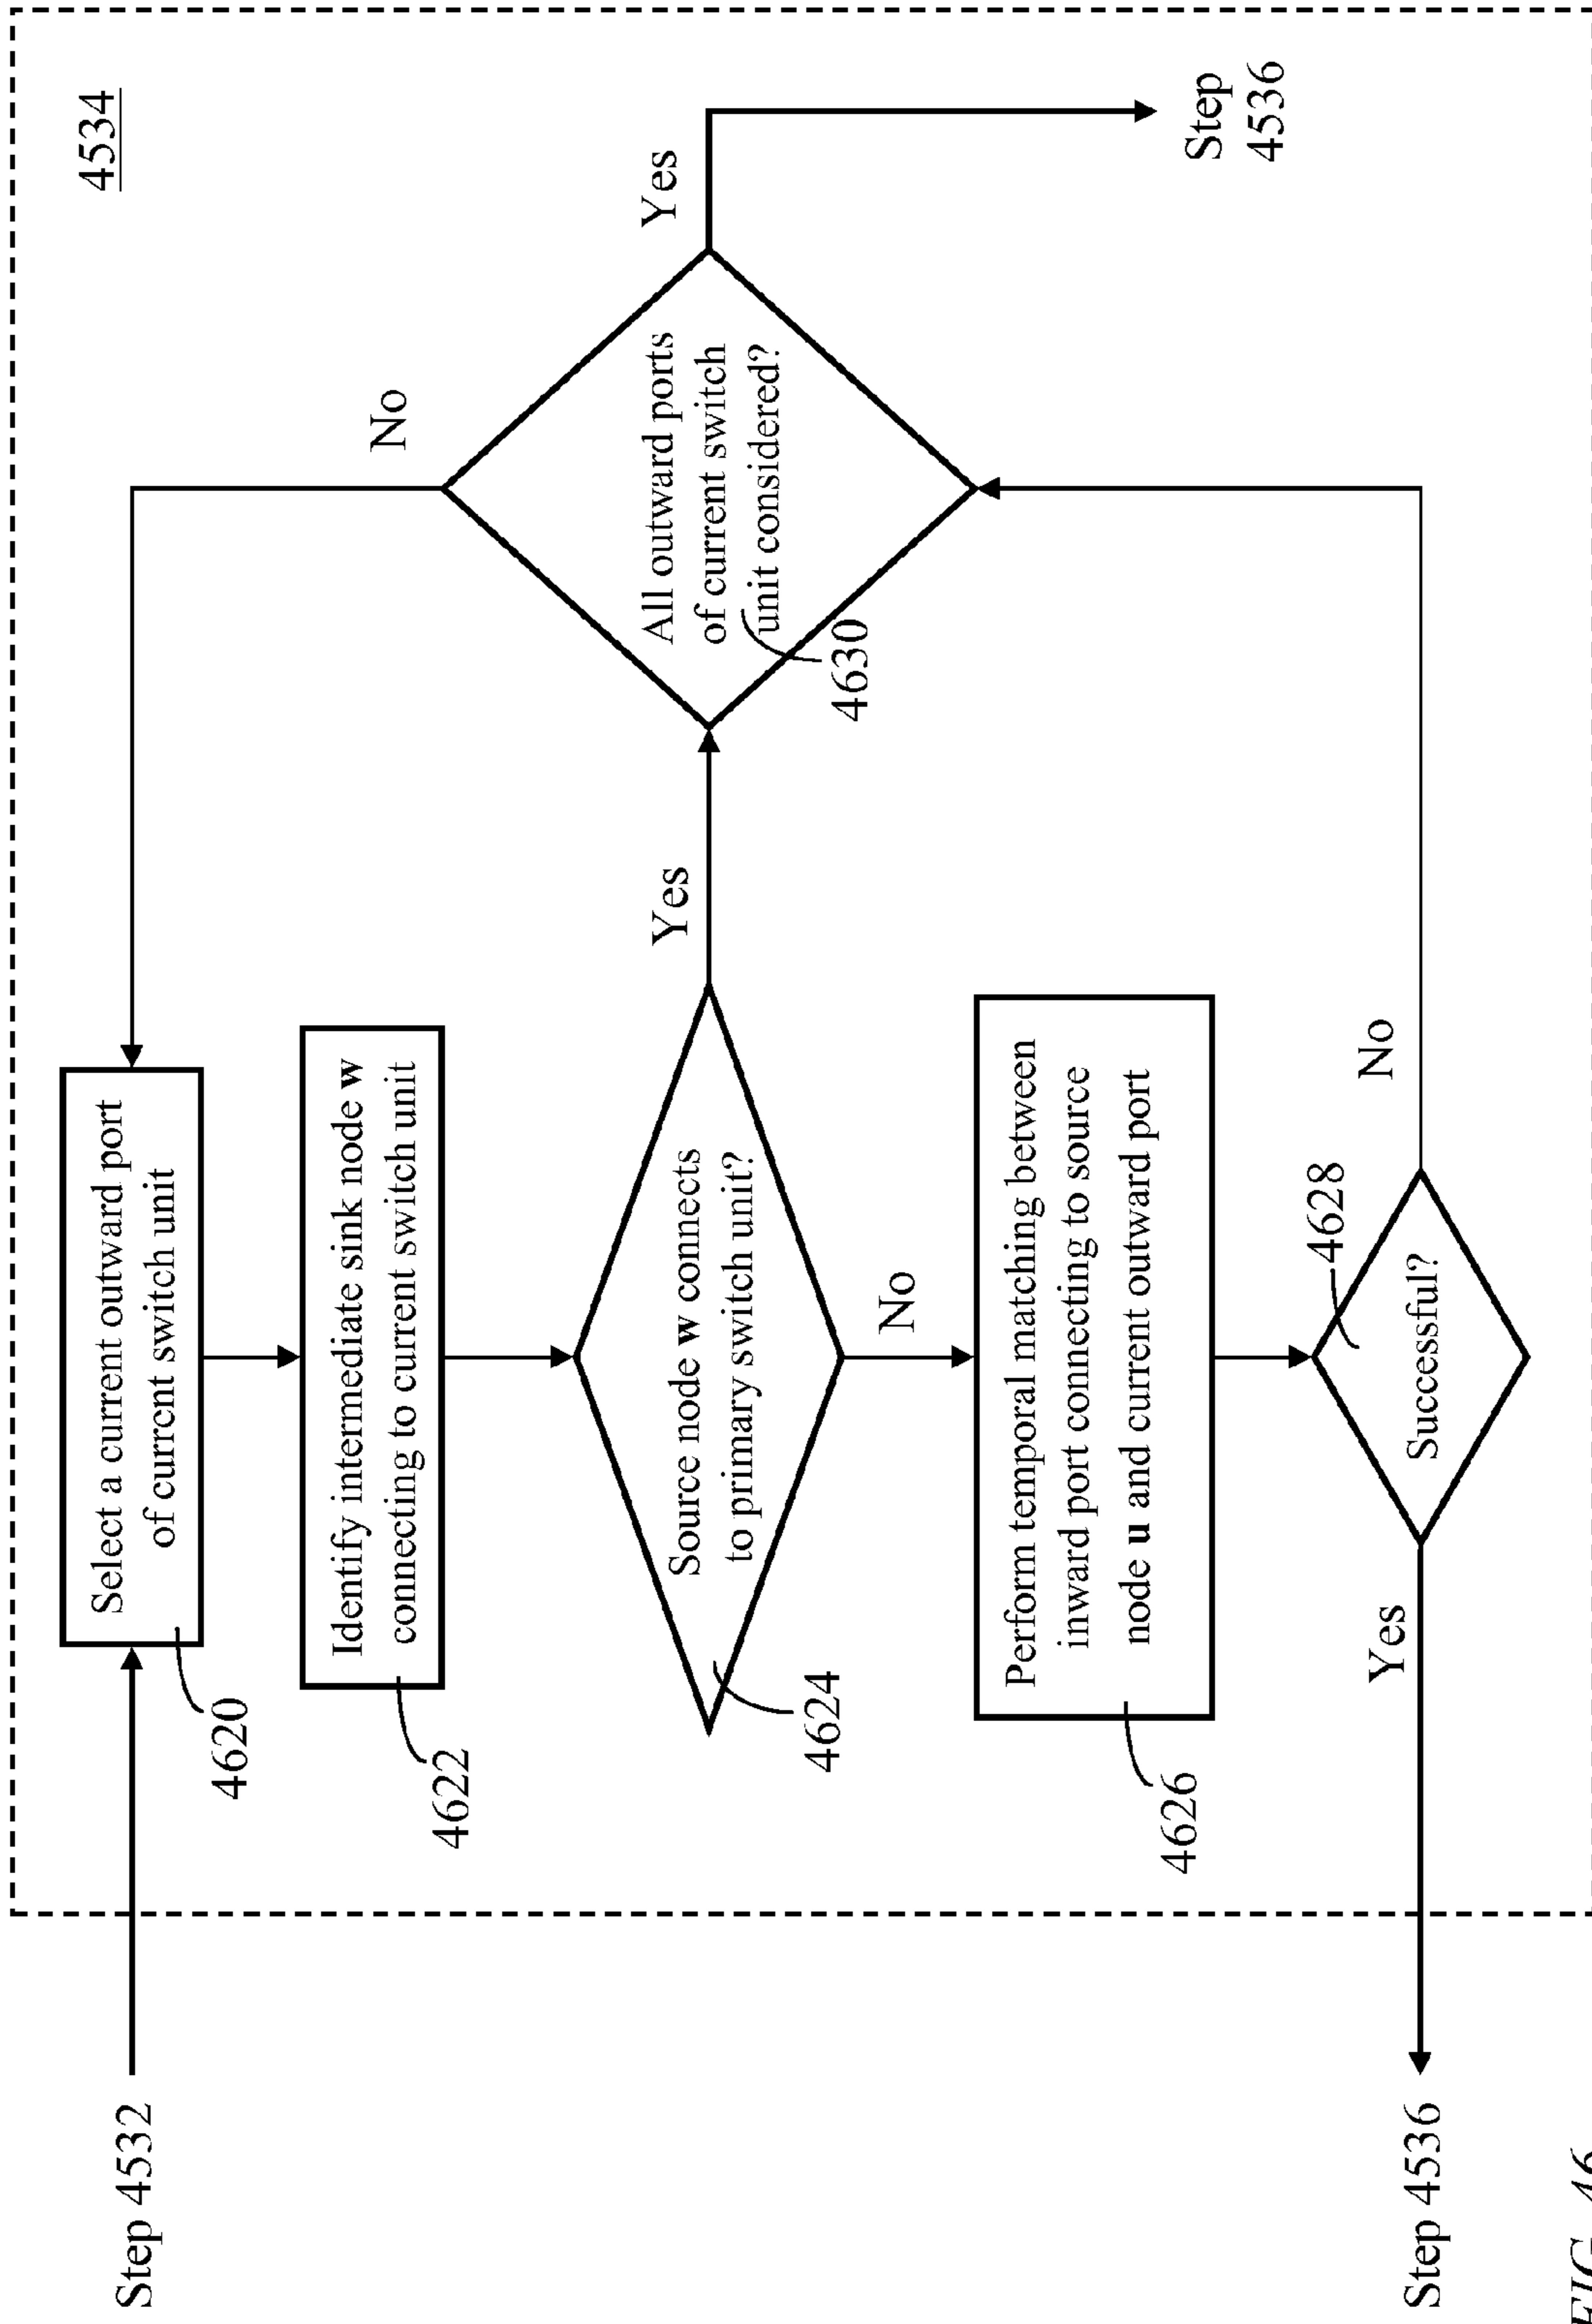 4534
Step 4532
Select a current outward port
of current switch unit
4620
Identify intermediate sink node w
connecting to current switch unit
4622
Source node w connects
to primary switch unit?
4624
Yes
No
All outward ports
of current switch
unit considered?
4630
No
Yes
Step
4536
Perform temporal matching between
inward port connecting to source
node u and current outward port
4626
Successful?
4628
No
Yes
Step 4536
FIG. 46